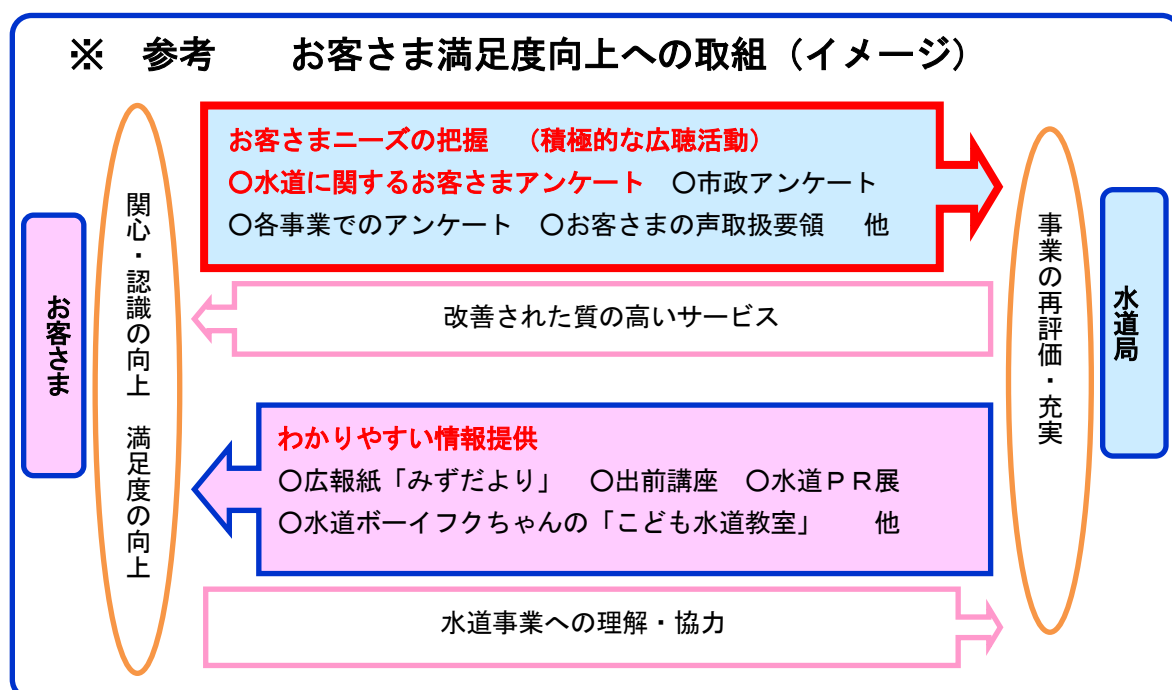 ※ 参考 お客さま満足度向上への取組(イメージ)
お客さま
関心・認識の向上 満足度の向上
お客さまニーズの把握 (積極的な広聴活動)
○水道に関するお客さまアンケート ○市政アンケート
○各事業でのアンケート ○お客さまの声取扱要領 他
改善された質の高いサービス
わかりやすい情報提供
○広報紙「みずだより」 ○出前講座 ○水道PR展
○水道ボーイフクちゃんの「こども水道教室」 他
水道事業への理解・協力
事業の再評価・充実
水道局